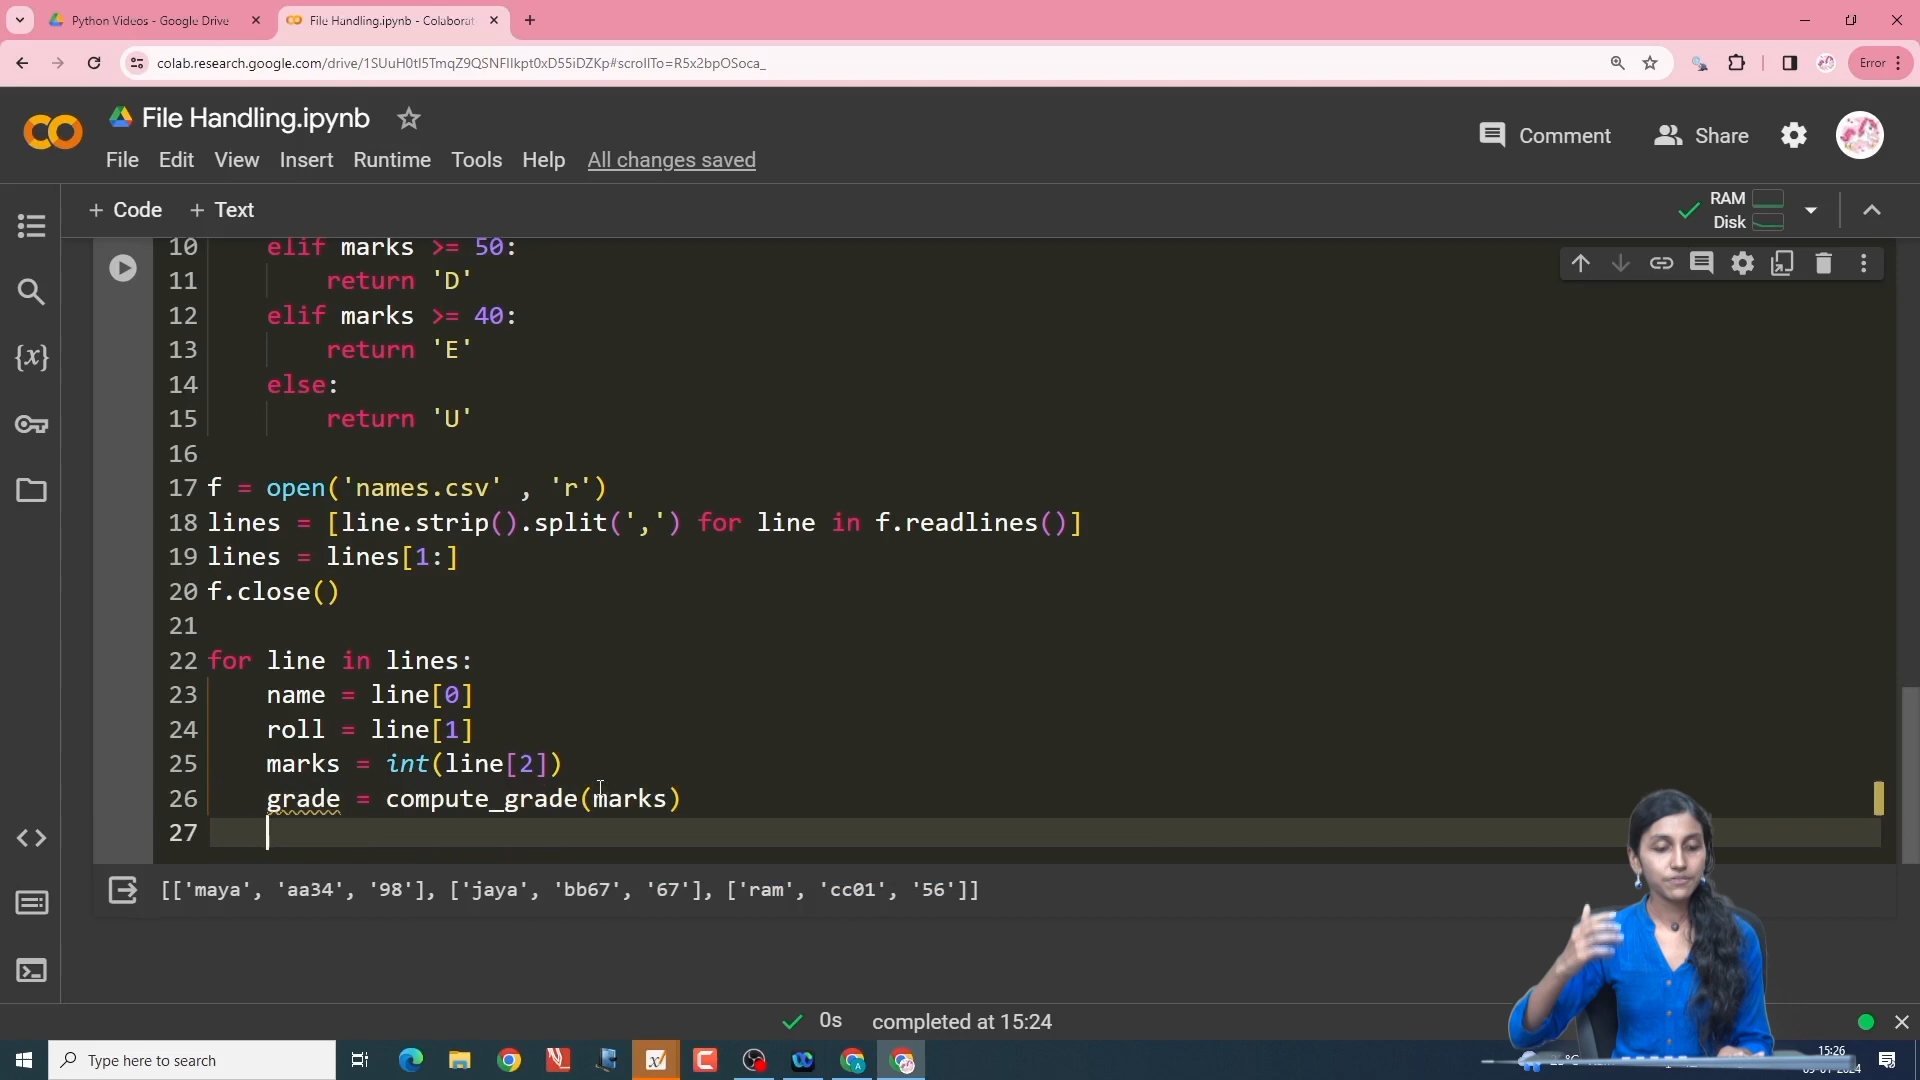 Python Videos - Google Drive
File Handling.ipynb - Colaborat
colab.research.google.com/drive/
Error
File Handling.ipynb
Comment
Share
File Edit View Insert Runtime Tools Help All changes saved
+ Code + Text
RAM
Disk
10 elif marks >= 50:
11 return 'D'
12 elif marks >= 40:
13 return 'E'
14 else:
15 return 'U'
16
17 f = open('names.csv' , 'r')
18 lines = [line.strip().split(',') for line in f.readlines()]
19 lines = lines[1:]
20 f.close()
21
22 for line in lines:
23 name = line[0]
24 roll = line[1]
25 marks = int(line[2])
26 grade = compute_grade(marks)
27
[['maya', 'aa34', '98'], ['jaya', 'bb67', '67'], ['ram', 'cc01', '56']]
0s completed at 15:24
Type here to search
15:26